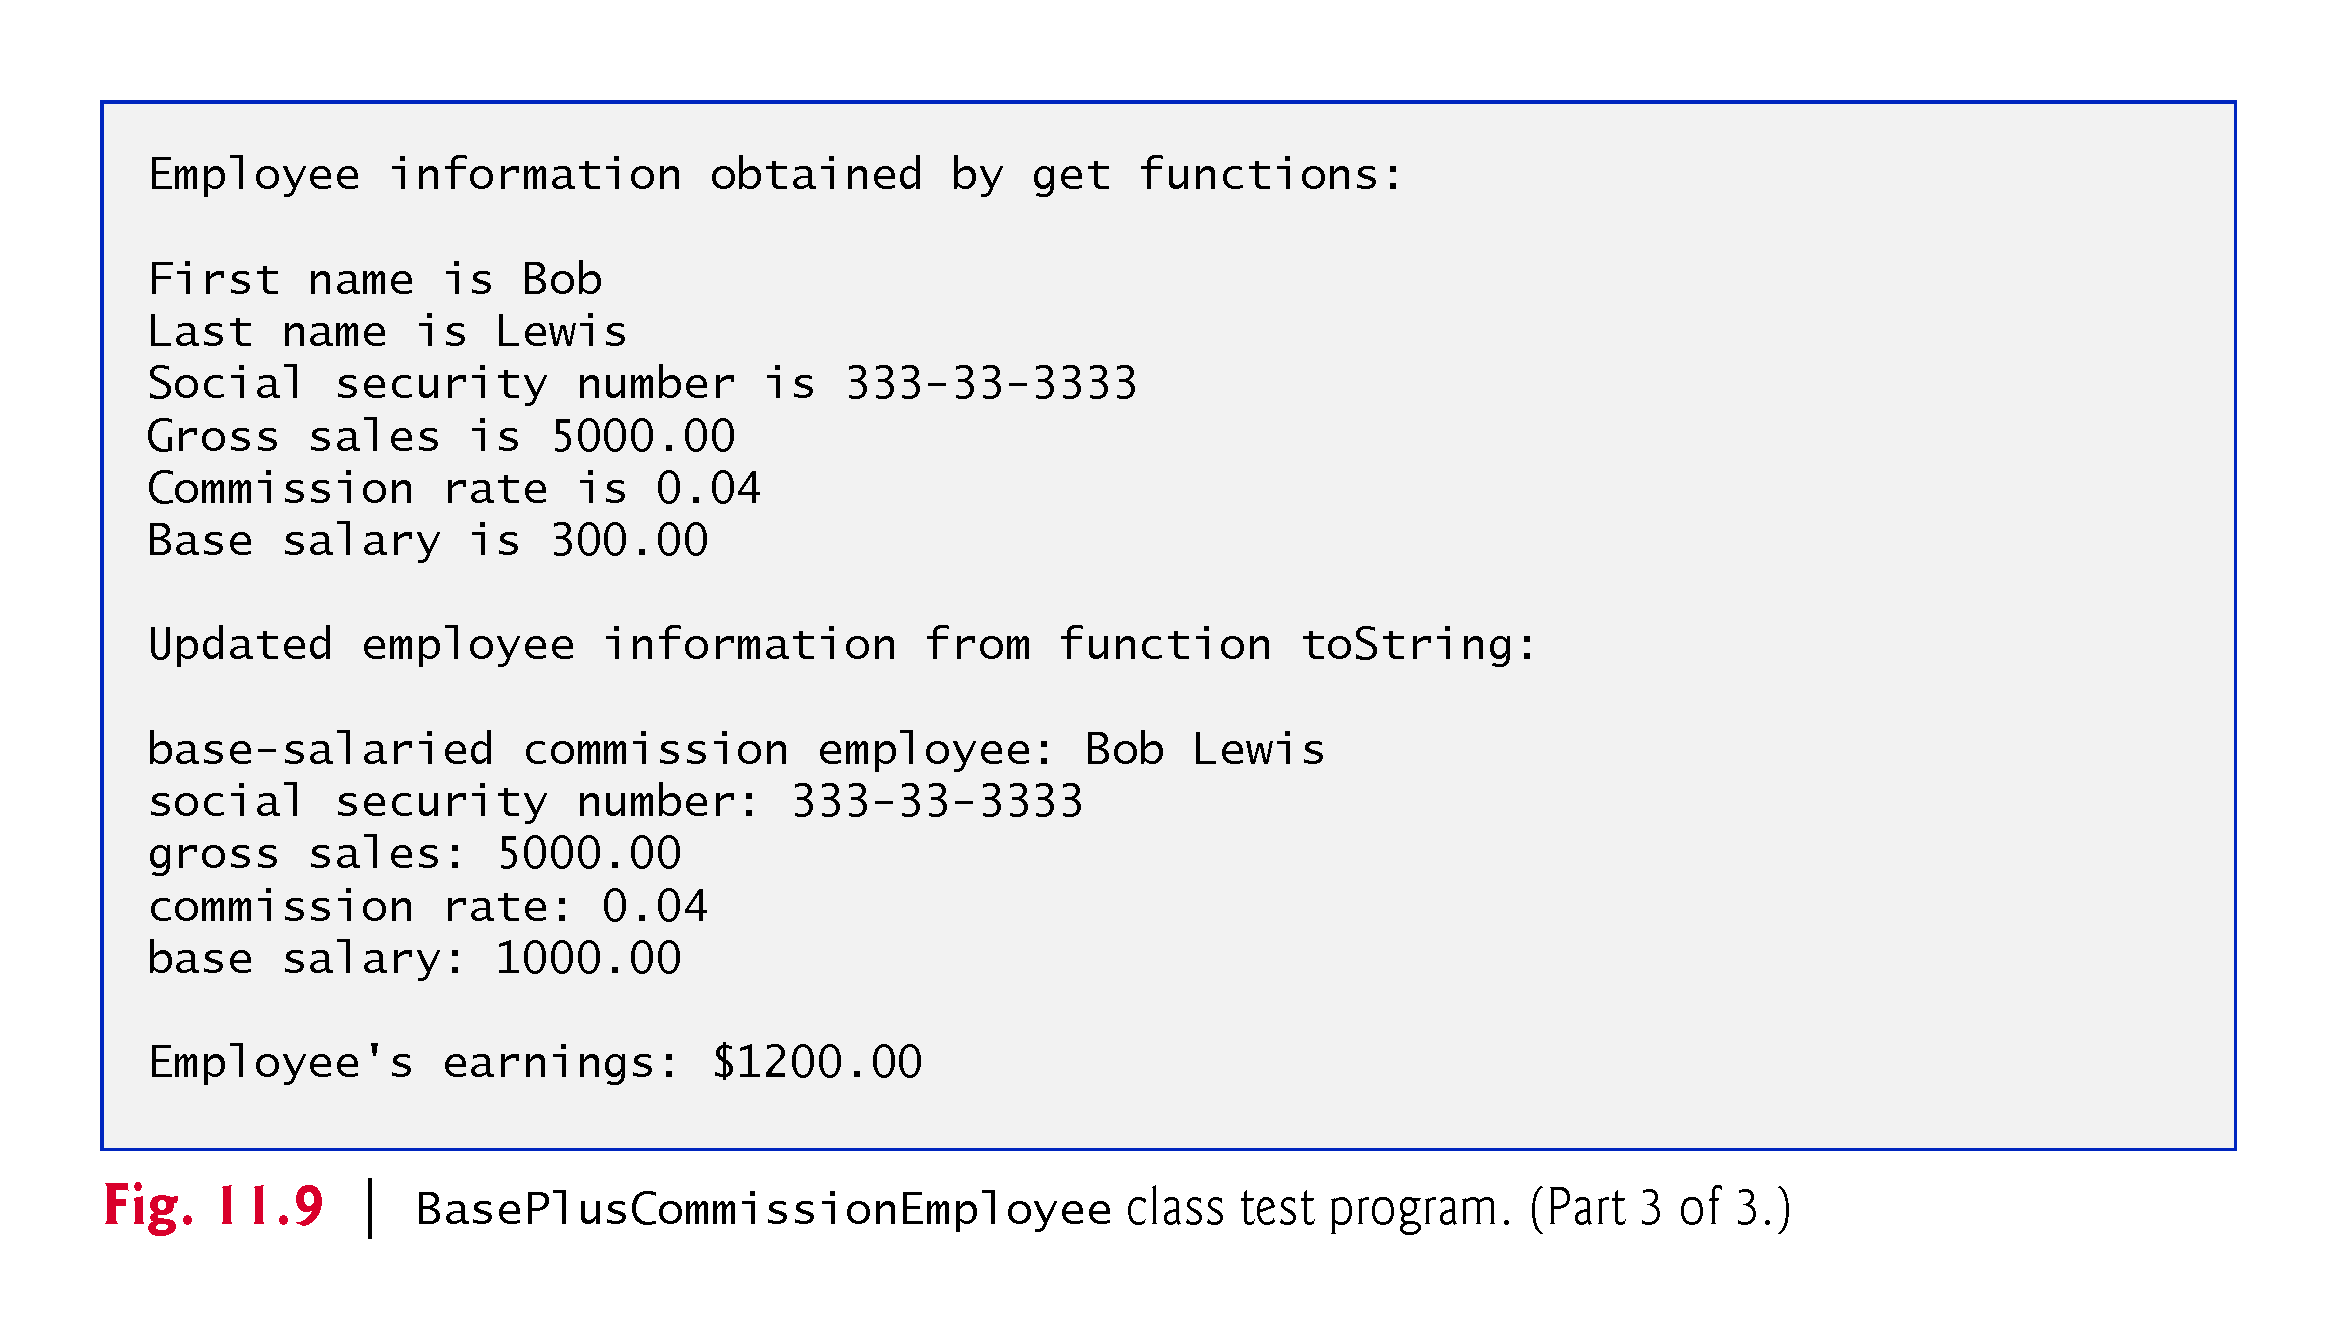 Employee information obtained by get functions:
First name is Bob
Last name is Lewis
Social security number is 333-33-3333
Gross sales is 5000.00
Commission rate is 0.04
Base salary is 300.00
Updated employee information from function toString:
base-salaried commission employee: Bob Lewis
social security number: 333-33-3333
gross sales: 5000.00
commission rate: 0.04
base salary: 1000.00
Employee's earnings: $1200.00
Fig. 11.9 | BasePlusCommissionEmployee class test program. (Part 3 of 3.)